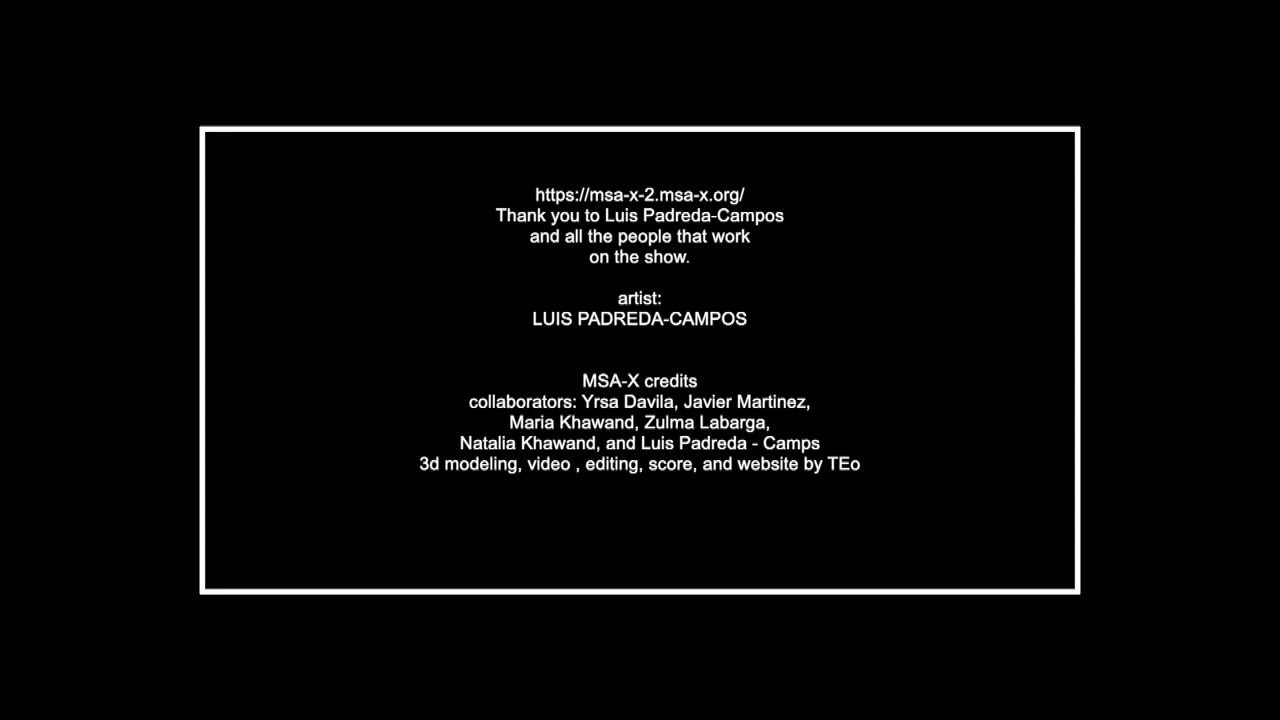 https://msa-x-2.msa-x.org/
Thank you to Luis Padreda-Campos
and all the people that work
on the show.
artist:
LUIS PADREDA-CAMPOS
MSA-X credits
collaborators: Yrsa Davila, Javier Martinez,
Maria Khawand, Zulma Labarga,
Natalia Khawand, and Luis Padreda - Camps
3d modeling, video , editing, score, and website by TEo